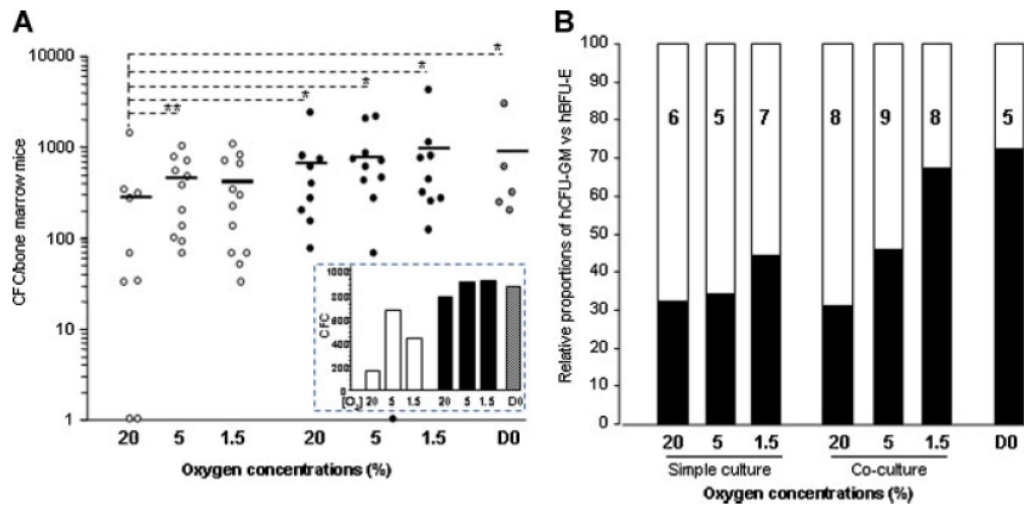 A
10000
1000
100
10
1
CFC/bone marrow mice
*
*
*
*
**
1000
800
600
400
200
0
CFC
[O2] 20 5 1.5 20 5 1.5 D0
20 5 1.5 20 5 1.5 D0
Oxygen concentrations (%)
B
100
90
80
70
60
50
40
30
20
10
0
Relative proportions of hCFU-GM vs hBFU-E
6 5 7 8 9 8 5
20 5 1.5 20 5 1.5 D0
Simple culture Co-culture
Oxygen concentrations (%)